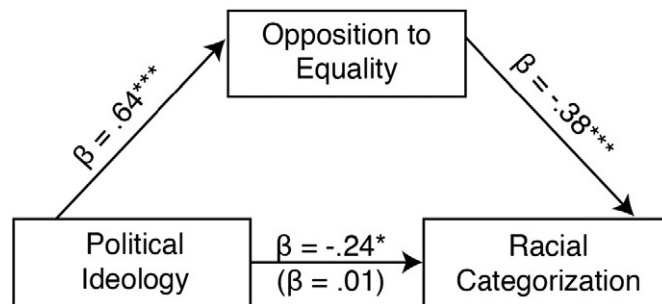 Opposition to
Equality
β = .64***
β = -.38***
Political
Ideology
β = -.24*
(β = .01)
Racial
Categorization